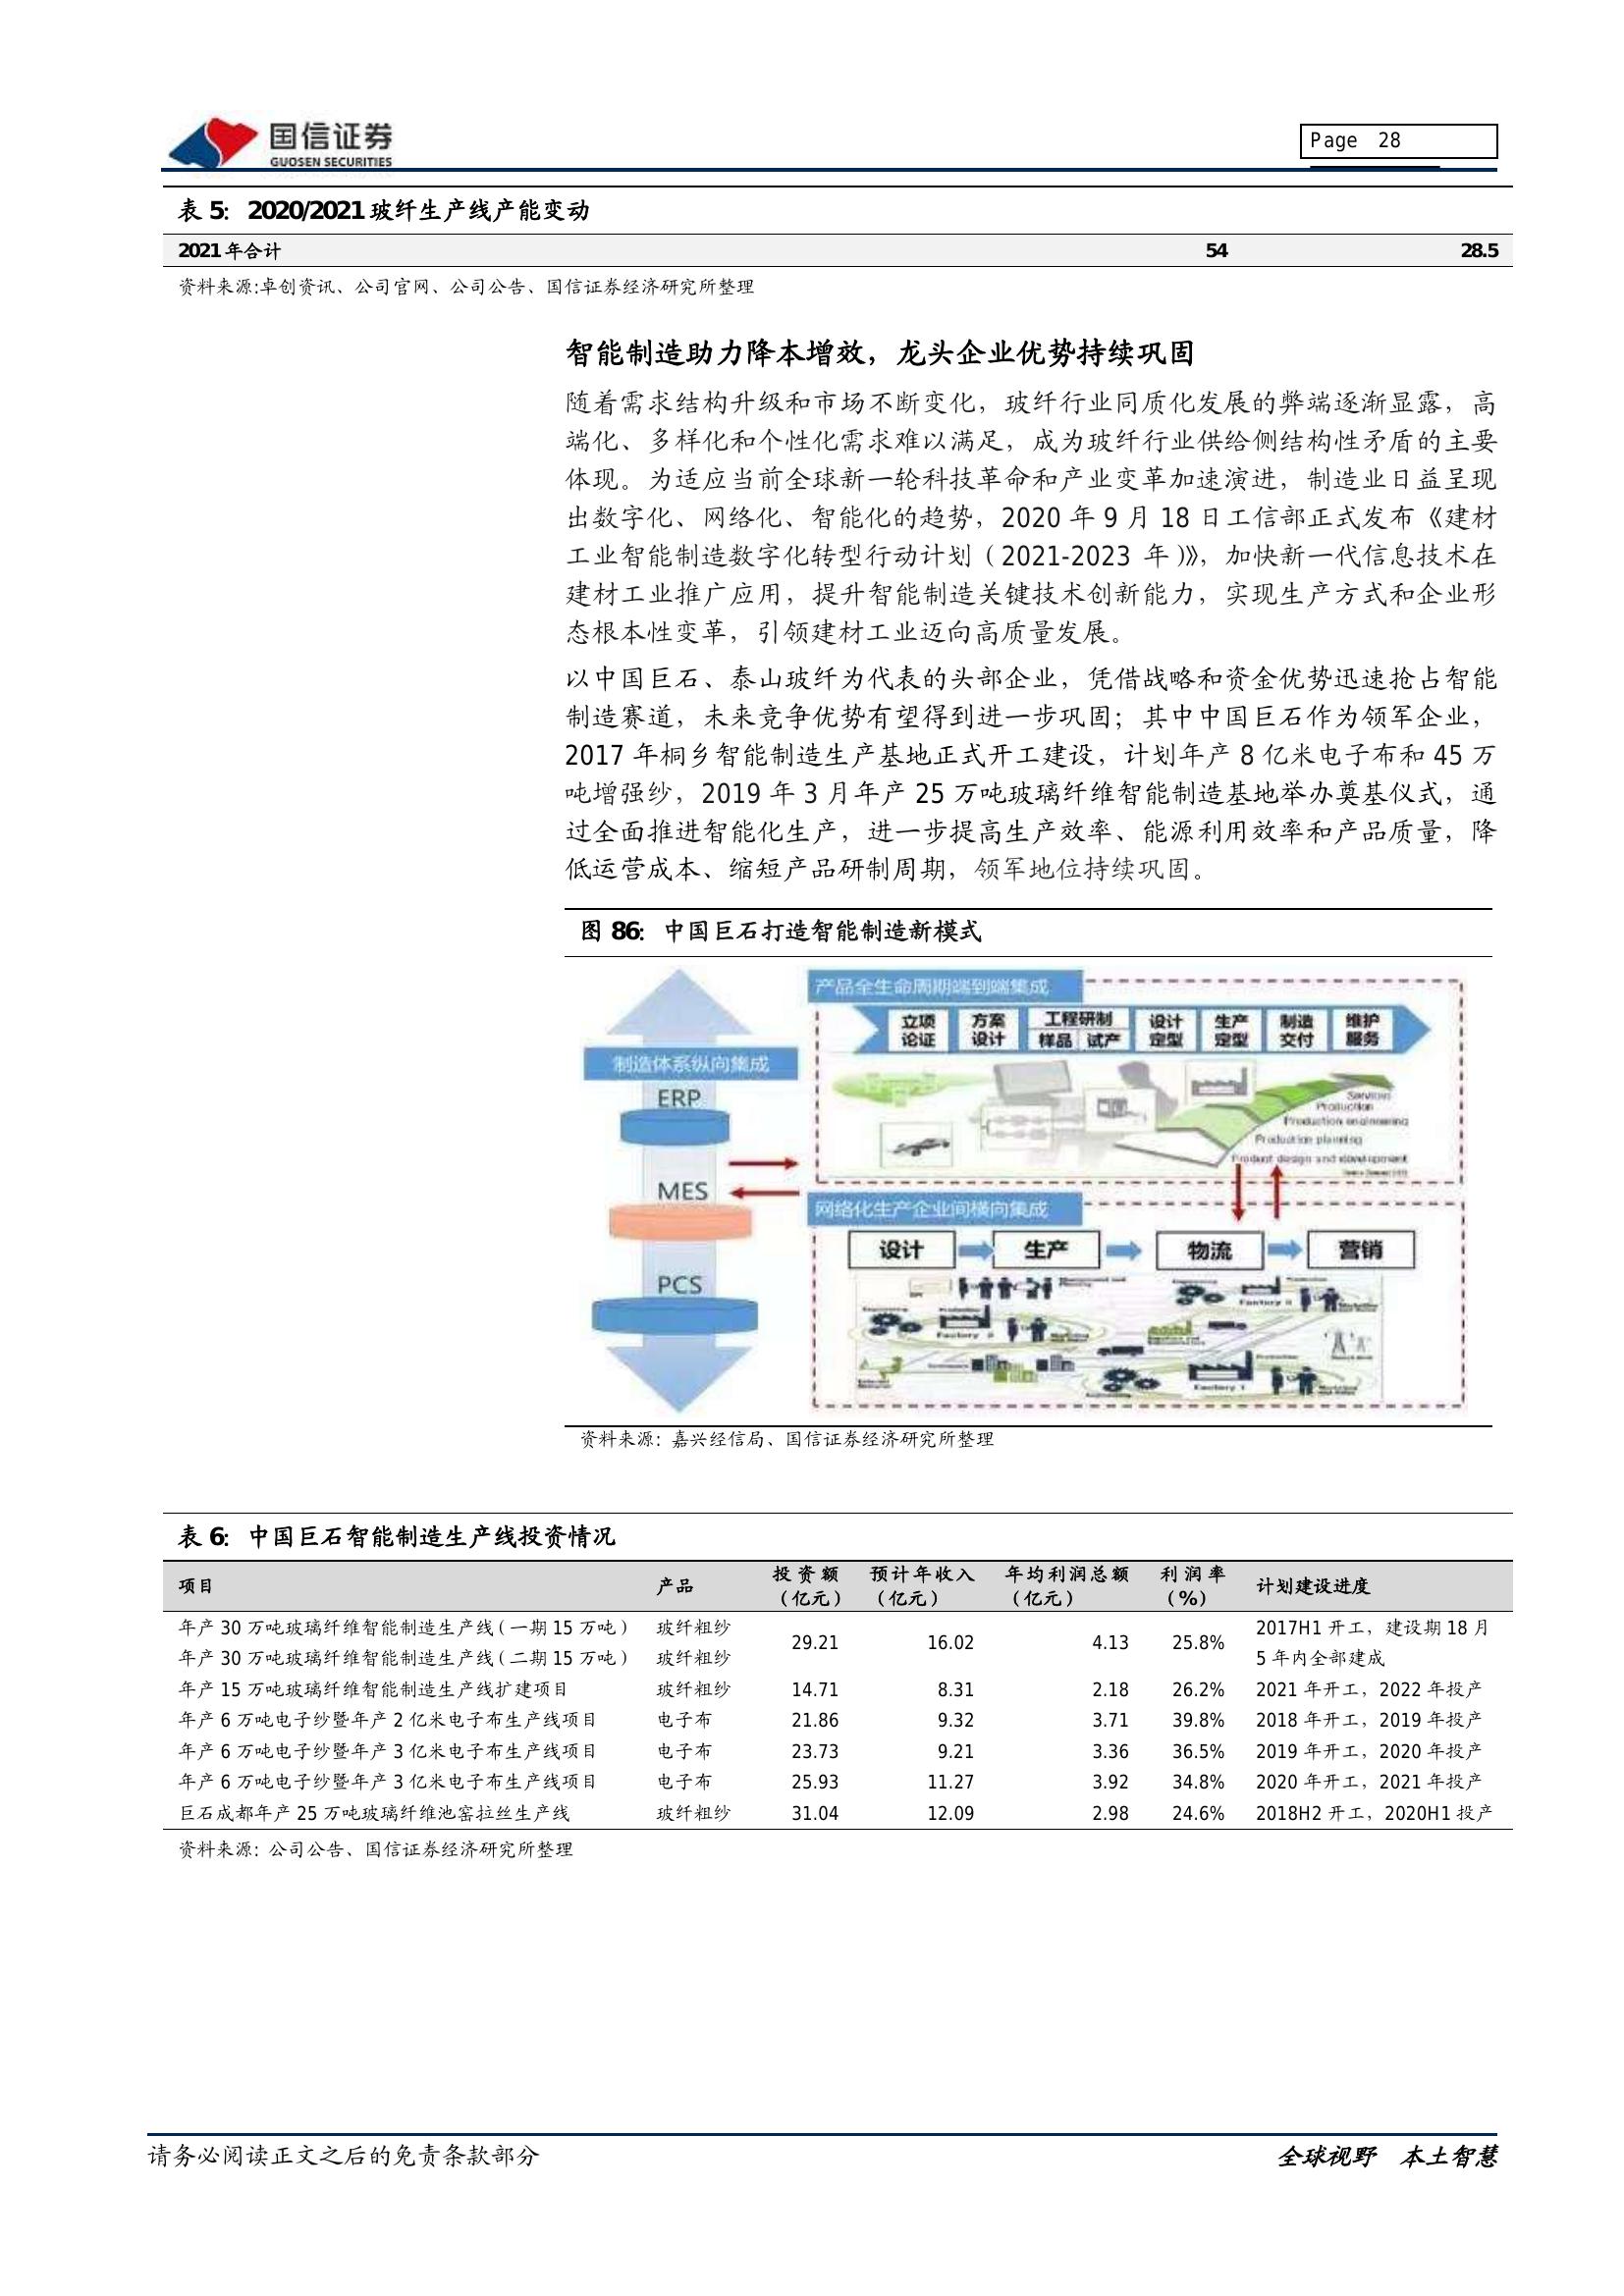 国信证券
GUOSEN SECURITIES
Page 28
表 5: 2020/2021 玻纤生产线产能变动
2021 年合计 54 28.5
资料来源:卓创资讯、公司官网、公司公告、国信证券经济研究所整理
智能制造助力降本增效，龙头企业优势持续巩固
随着需求结构升级和市场不断变化，玻纤行业同质化发展的弊端逐渐显露，高
端化、多样化和个性化需求难以满足，成为玻纤行业供给侧结构性矛盾的主要
体现。为适应当前全球新一轮科技革命和产业变革加速演进，制造业日益呈现
出数字化、网络化、智能化的趋势，2020 年 9 月 18 日工信部正式发布《建材
工业智能制造数字化转型行动计划（2021-2023 年）》，加快新一代信息技术在
建材工业推广应用，提升智能制造关键技术创新能力，实现生产方式和企业形
态根本性变革，引领建材工业迈向高质量发展。
以中国巨石、泰山玻纤为代表的头部企业，凭借战略和资金优势迅速抢占智能
制造赛道，未来竞争优势有望得到进一步巩固；其中中国巨石作为领军企业，
2017 年桐乡智能制造生产基地正式开工建设，计划年产 8 亿米电子布和 45 万
吨增强纱，2019 年 3 月年产 25 万吨玻璃纤维智能制造基地举办奠基仪式，通
过全面推进智能化生产，进一步提高生产效率、能源利用效率和产品质量，降
低运营成本、缩短产品研制周期，领军地位持续巩固。
图 86: 中国巨石打造智能制造新模式
制造体系纵向集成
ERP
MES
PCS
产品全生命周期端到端集成
立项论证 方案设计 工程研制 样品 试产 设计定型 生产定型 制造交付 维护服务
Services
Production
Production engineering
Production planning
Product design and development
网络化生产企业间横向集成
设计 生产 物流 营销
Factory 1
资料来源：嘉兴经信局、国信证券经济研究所整理
表 6: 中国巨石智能制造生产线投资情况
项目 产品 投资额（亿元） 预计年收入（亿元） 年均利润总额（亿元） 利润率（%） 计划建设进度
年产 30 万吨玻璃纤维智能制造生产线（一期 15 万吨） 玻纤粗纱 29.21 16.02 4.13 25.8% 2017H1 开工，建设期 18 月
年产 30 万吨玻璃纤维智能制造生产线（二期 15 万吨） 玻纤粗纱 5 年内全部建成
年产 15 万吨玻璃纤维智能制造生产线扩建项目 玻纤粗纱 14.71 8.31 2.18 26.2% 2021 年开工，2022 年投产
年产 6 万吨电子纱暨年产 2 亿米电子布生产线项目 电子布 21.86 9.32 3.71 39.8% 2018 年开工，2019 年投产
年产 6 万吨电子纱暨年产 3 亿米电子布生产线项目 电子布 23.73 9.21 3.36 36.5% 2019 年开工，2020 年投产
年产 6 万吨电子纱暨年产 3 亿米电子布生产线项目 电子布 25.93 11.27 3.92 34.8% 2020 年开工，2021 年投产
巨石成都年产 25 万吨玻璃纤维池窑拉丝生产线 玻纤粗纱 31.04 12.09 2.98 24.6% 2018H2 开工，2020H1 投产
资料来源：公司公告、国信证券经济研究所整理
请务必阅读正文之后的免责条款部分
全球视野 本土智慧